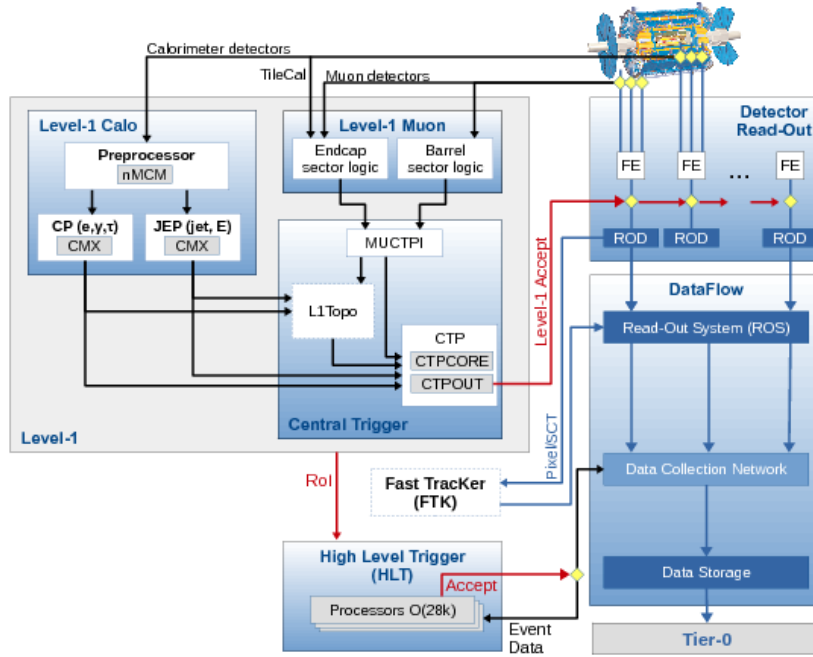 Calorimeter detectors
TileCal
Muon detectors
Level-1 Calo
Preprocessor
nMCM
CP (e,γ,τ)
CMX
JEP (jet, E)
CMX
Level-1 Muon
Endcap
sector logic
Barrel
sector logic
MUCTPI
L1Topo
CTP
CTPCORE
CTPOUT
Central Trigger
Level-1
Level-1 Accept
Detector
Read-Out
FE
FE
...
FE
ROD
ROD
ROD
DataFlow
Read-Out System (ROS)
Data Collection Network
Data Storage
Tier-0
Pixel/SCT
RoI
Fast TracKer
(FTK)
High Level Trigger
(HLT)
Accept
Processors O(28k)
Event
Data